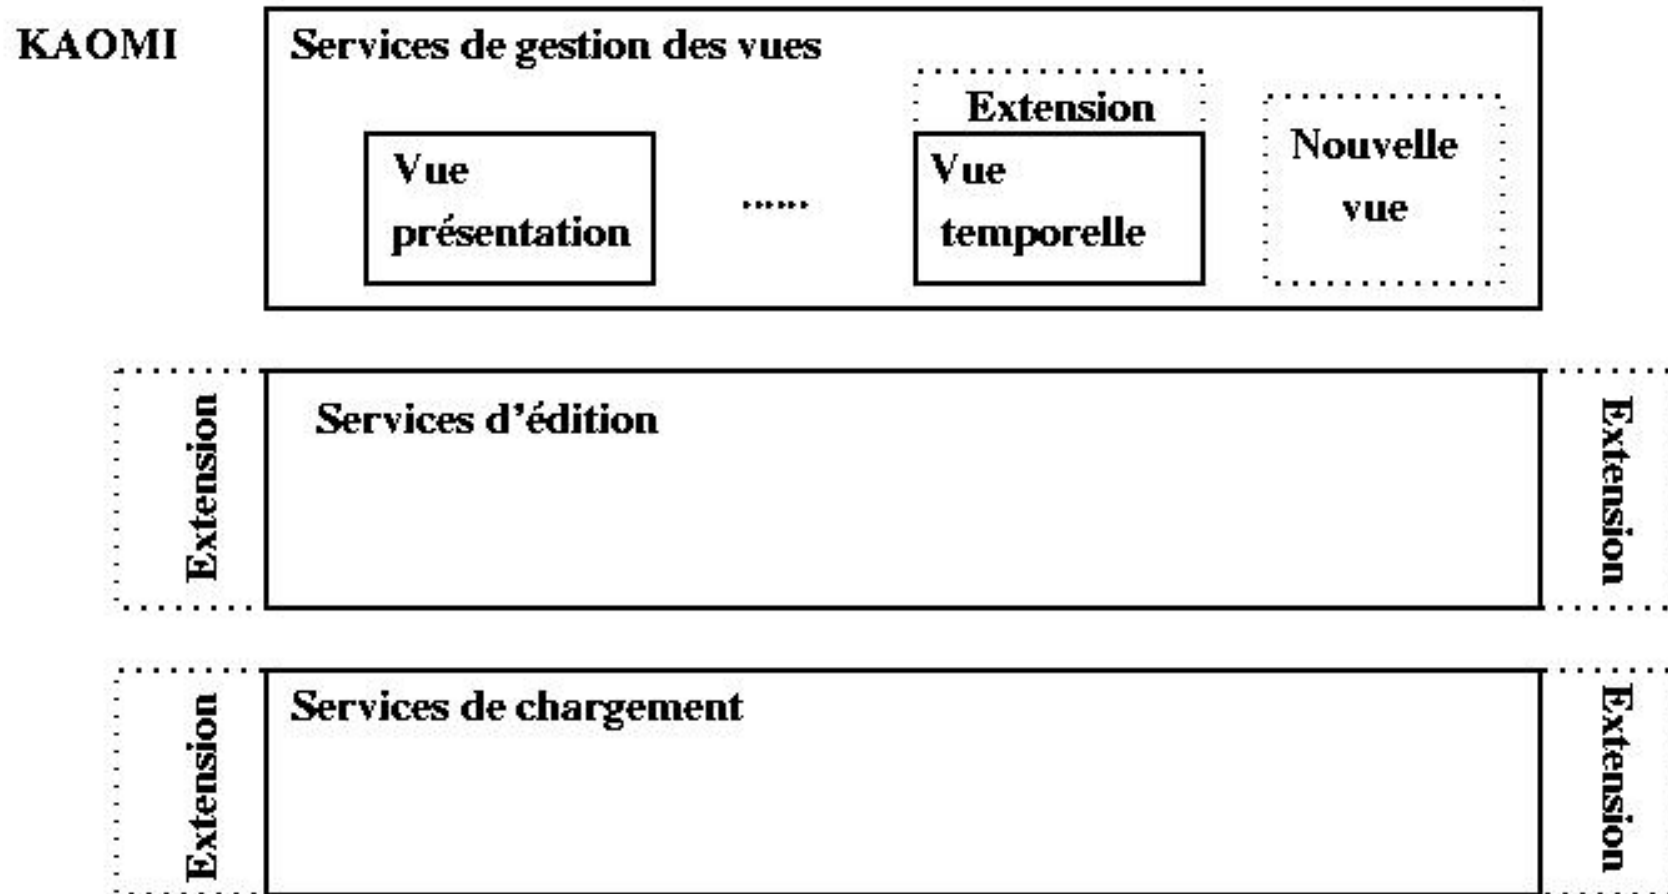 KAOMI
Services de gestion des vues
Extension
Vue
présentation
......
Vue
temporelle
Nouvelle
vue
Extension
Services d'édition
Extension
Extension
Services de chargement
Extension